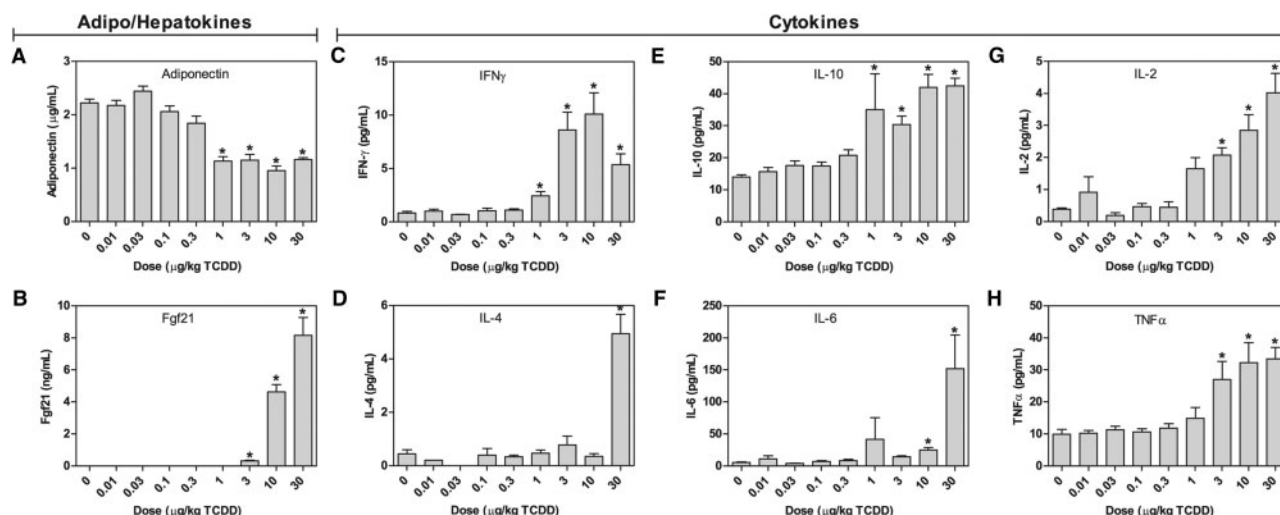 Adipo/Hepatokines
Cytokines
A
Adiponectin
Adiponectin (μg/mL)
3
2
1
0
0 0.01 0.03 0.1 0.3 1 3 10 30
* * * *
Dose (μg/kg TCDD)
C
IFNγ
IFN-γ (pg/mL)
15
10
5
0
0 0.01 0.03 0.1 0.3 1 3 10 30
* * * *
Dose (μg/kg TCDD)
E
IL-10
IL-10 (pg/mL)
50
40
30
20
10
0
0 0.01 0.03 0.1 0.3 1 3 10 30
* * * *
Dose (μg/kg TCDD)
G
IL-2
IL-2 (pg/mL)
5
4
3
2
1
0
0 0.01 0.03 0.1 0.3 1 3 10 30
* * *
Dose (μg/kg TCDD)
B
Fgf21
Fgf21 (ng/mL)
10
8
6
4
2
0
0 0.01 0.03 0.1 0.3 1 3 10 30
* * *
Dose (μg/kg TCDD)
D
IL-4
IL-4 (pg/mL)
6
4
2
0
0 0.01 0.03 0.1 0.3 1 3 10 30
*
Dose (μg/kg TCDD)
F
IL-6
IL-6 (pg/mL)
250
200
150
100
50
0
0 0.01 0.03 0.1 0.3 1 3 10 30
* *
Dose (μg/kg TCDD)
H
TNFα
TNFα (pg/mL)
50
40
30
20
10
0
0 0.01 0.03 0.1 0.3 1 3 10 30
* * *
Dose (μg/kg TCDD)